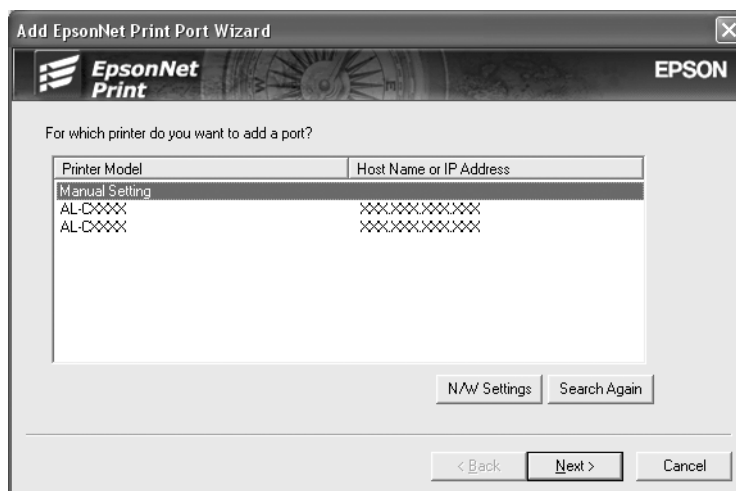 Add EpsonNet Print Port Wizard
EpsonNet
Print
EPSON
For which printer do you want to add a port?
Printer Model Host Name or IP Address
Manual Setting
AL-CXXXX XXX.XXX.XXX.XXX
AL-CXXXX XXX.XXX.XXX.XXX
N/W Settings Search Again
< Back Next > Cancel